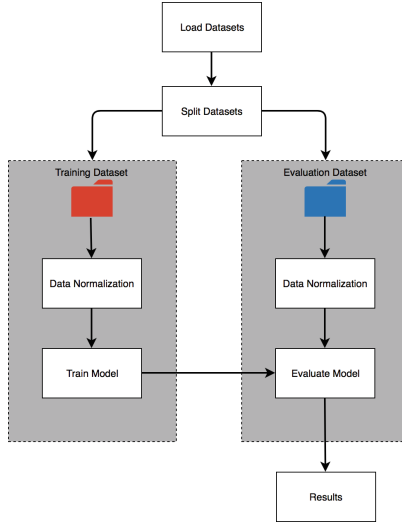 Load Datasets
Split Datasets
Training Dataset
Data Normalization
Train Model
Evaluation Dataset
Data Normalization
Evaluate Model
Results